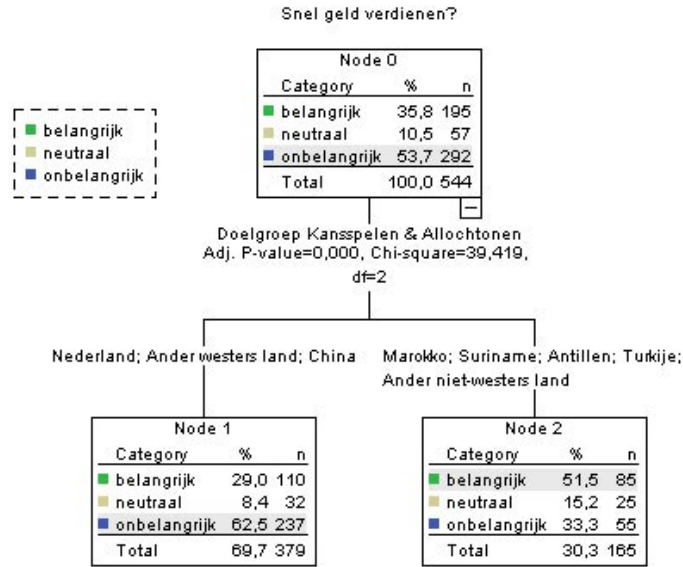 Snel geld verdienen?
belangrijk
neutraal
onbelangrijk
Node 0
Category % n
belangrijk 35,8 195
neutraal 10,5 57
onbelangrijk 53,7 292
Total 100,0 544
Doelgroep Kansspelen & Allochtonen
Adj. P-value=0,000, Chi-square=39,419,
df=2
Nederland; Ander westers land; China
Marokko; Suriname; Antillen; Turkije;
Ander niet-westers land
Node 1
Category % n
belangrijk 29,0 110
neutraal 8,4 32
onbelangrijk 62,5 237
Total 69,7 379
Node 2
Category % n
belangrijk 51,5 85
neutraal 15,2 25
onbelangrijk 33,3 55
Total 30,3 165